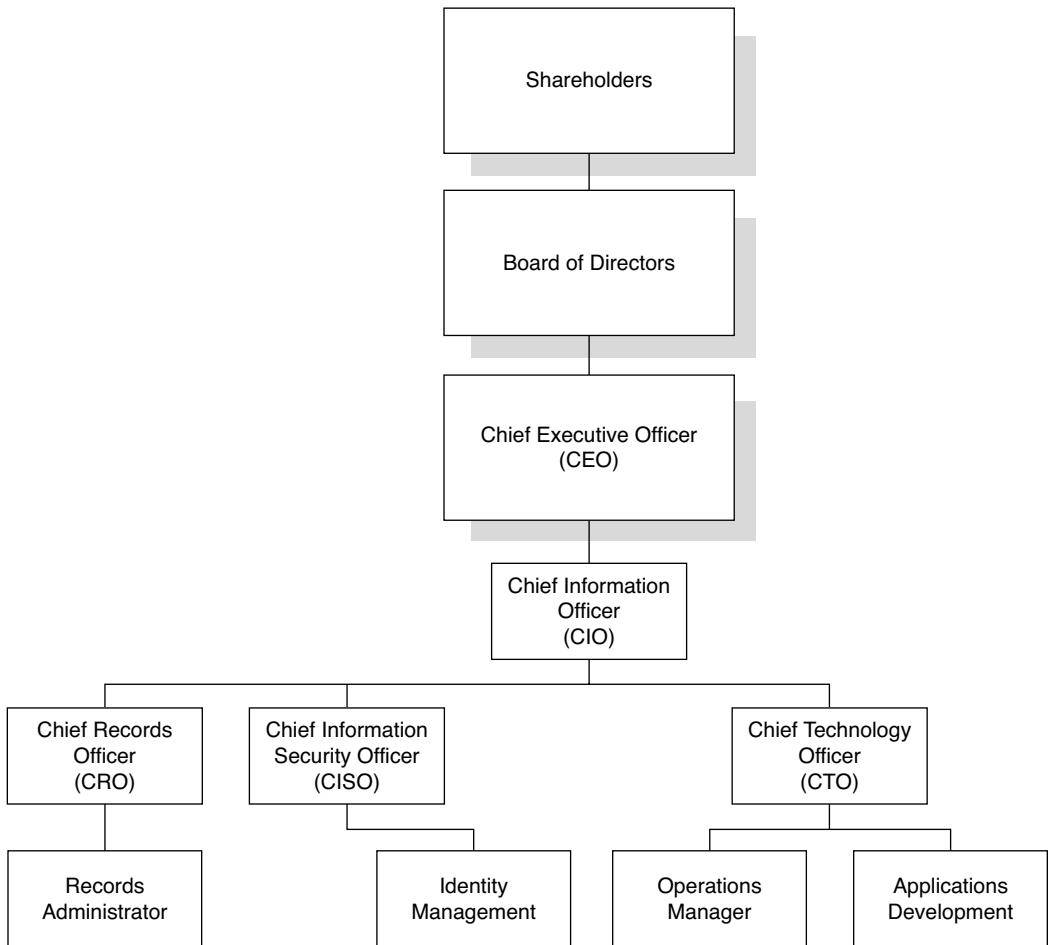 Shareholders
Board of Directors
Chief Executive Officer
(CEO)
Chief Information
Officer
(CIO)
Chief Records
Officer
(CRO)
Chief Information
Security Officer
(CISO)
Chief Technology
Officer
(CTO)
Records
Administrator
Identity
Management
Operations
Manager
Applications
Development